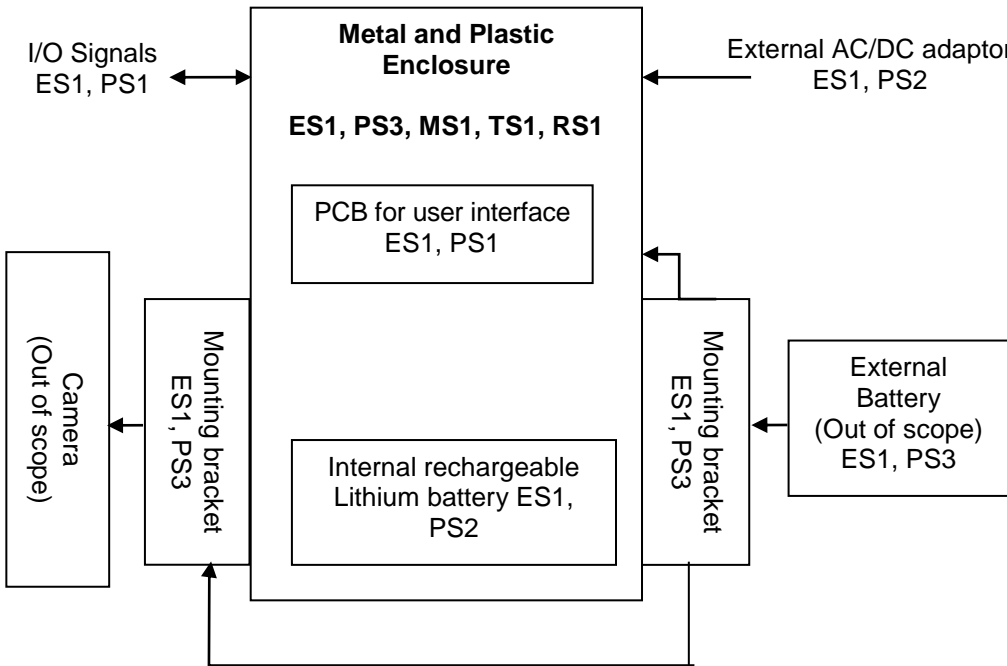 I/O Signals
ES1, PS1
Metal and Plastic
Enclosure
ES1, PS3, MS1, TS1, RS1
External AC/DC adaptor
ES1, PS2
PCB for user interface
ES1, PS1
Camera
(Out of scope)
Mounting bracket
ES1, PS3
Internal rechargeable
Lithium battery ES1,
PS2
Mounting bracket
ES1, PS3
External
Battery
(Out of scope)
ES1, PS3